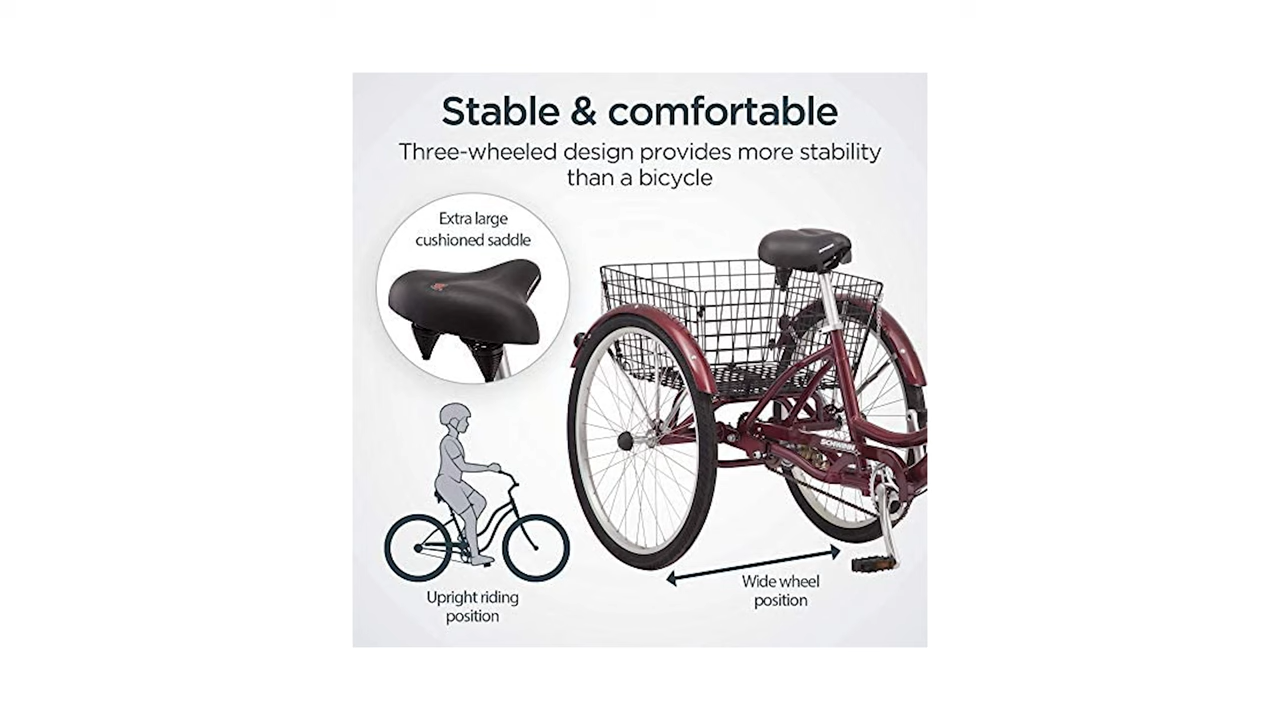 Stable & comfortable
Three-wheeled design provides more stability
than a bicycle
Extra large
cushioned saddle
SCHWINN
Wide wheel
position
Upright riding
position